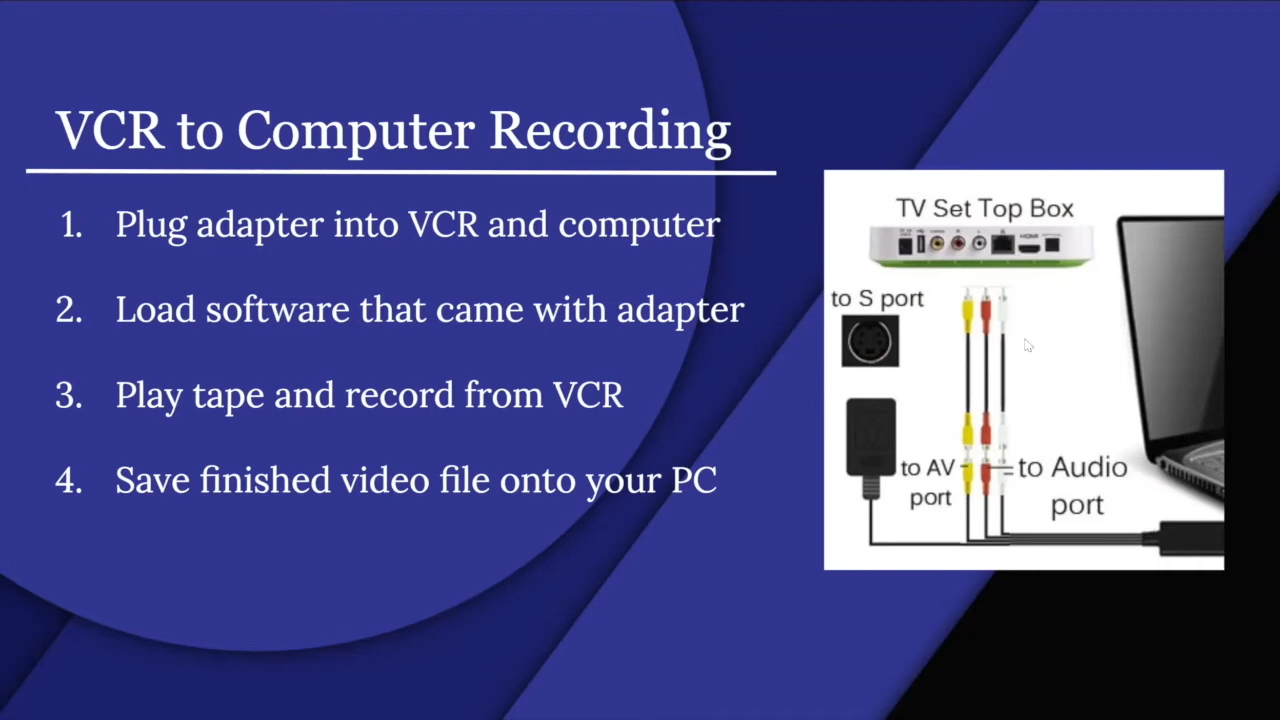 VCR to Computer Recording
1. Plug adapter into VCR and computer
2. Load software that came with adapter
3. Play tape and record from VCR
4. Save finished video file onto your PC
TV Set Top Box
HDMI
to S port
to AV
port
to Audio
port